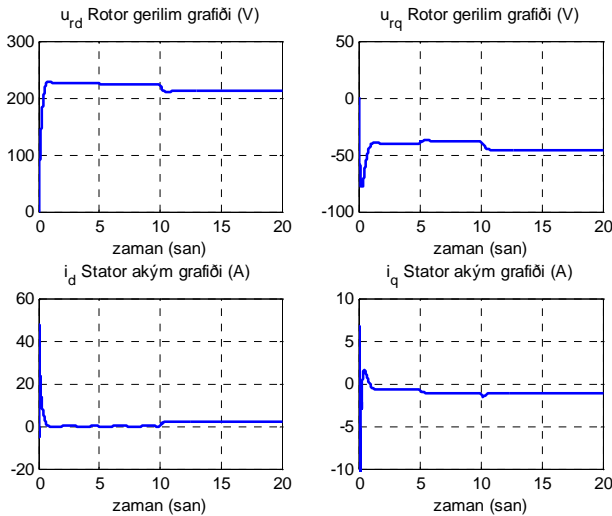 u_rd Rotor gerilim grafiði (V)
300
200
100
0
0 5 10 15 20
zaman (san)
u_rq Rotor gerilim grafiði (V)
50
0
-50
-100
0 5 10 15 20
zaman (san)
i_d Stator akým grafiði (A)
60
40
20
0
-20
0 5 10 15 20
zaman (san)
i_q Stator akým grafiði (A)
10
5
0
-5
-10
0 5 10 15 20
zaman (san)